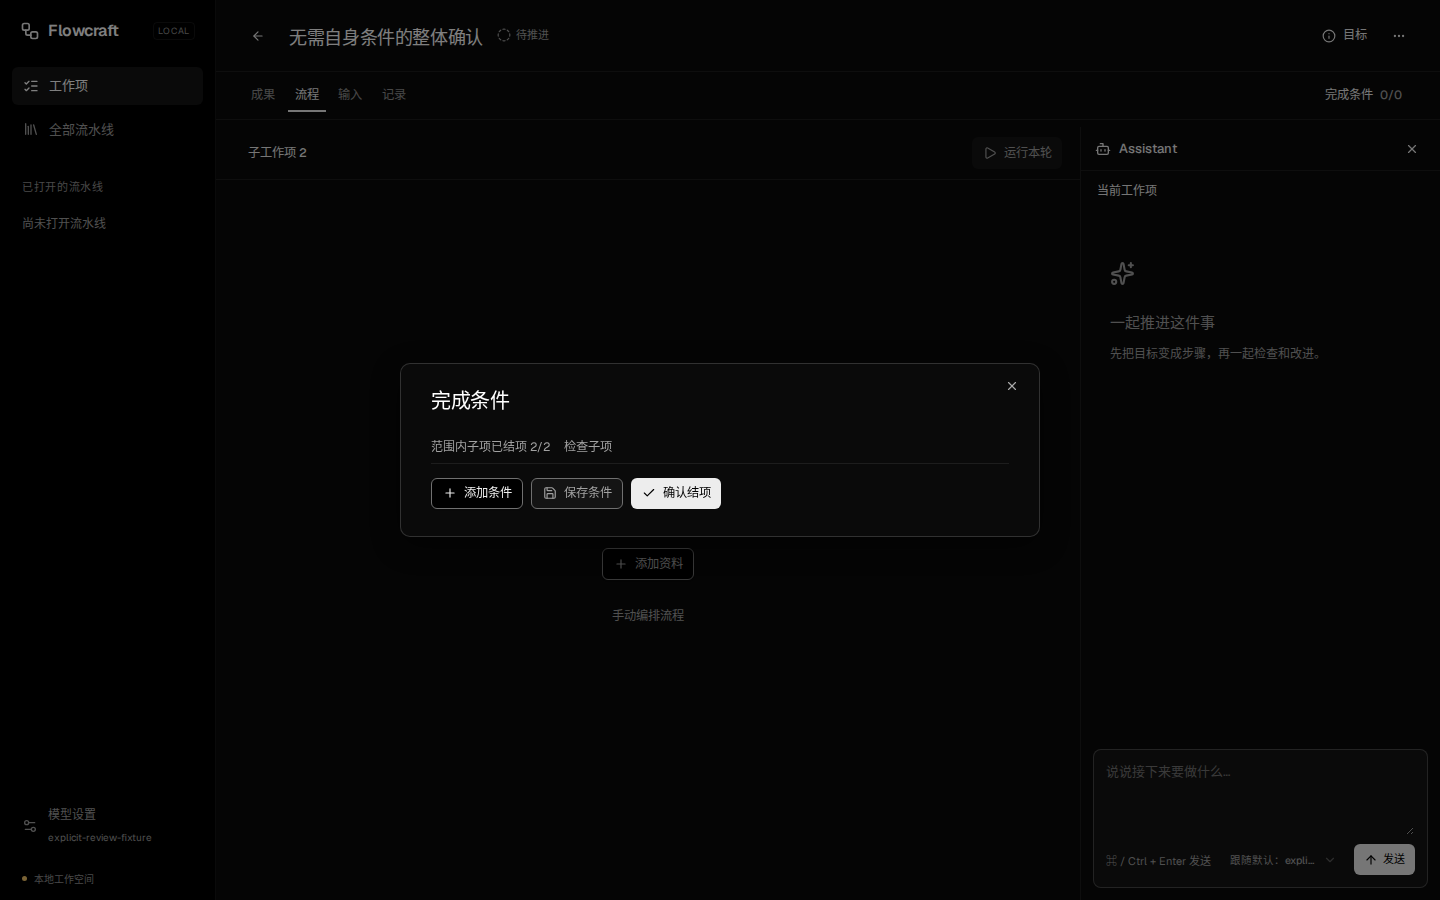 Flowcraft LOCAL
工作项
全部流水线
已打开的流水线
尚未打开流水线
模型设置
explicit-review-fixture
本地工作空间
无需自身条件的整体确认 待推进
目标
成果 流程 输入 记录
完成条件 0/0
子工作项 2
运行本轮
完成条件
范围内子项已结项 2/2 检查子项
添加条件 保存条件 确认结项
添加资料
手动编排流程
Assistant
当前工作项
一起推进这件事
先把目标变成步骤，再一起检查和改进。
说说接下来要做什么…
⌘ / Ctrl + Enter 发送 跟随默认：expli... 发送